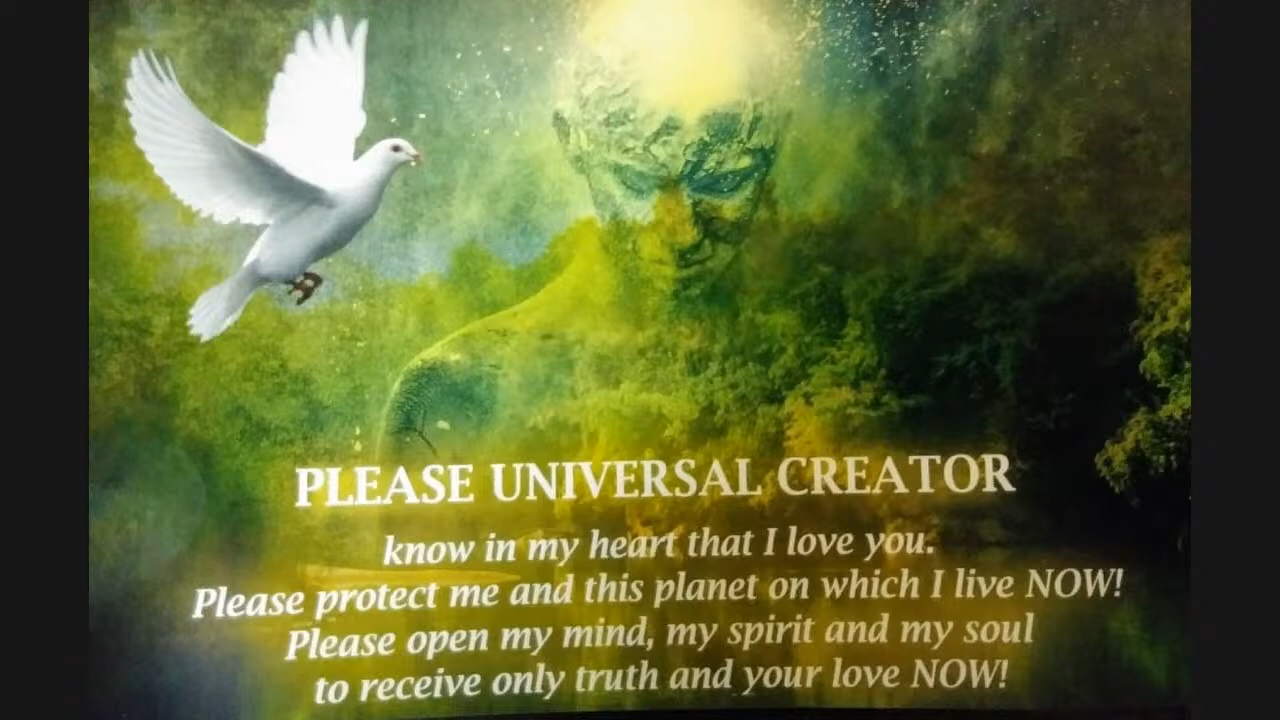 PLEASE UNIVERSAL CREATOR
know in my heart that I love you.
Please protect me and this planet on which I live NOW!
Please open my mind, my spirit and my soul
to receive only truth and your love NOW!